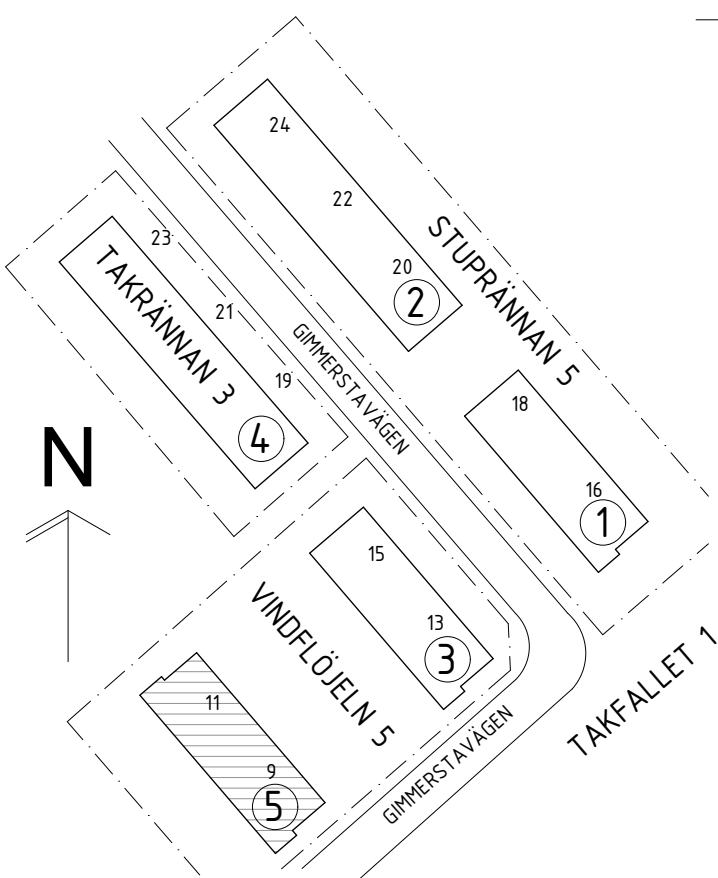 24
22
20
2
STUPRÄNNAN 5
23
21
19
TAKRÄNNAN 3
4
GIMMERSTAVÄGEN
18
16
1
N
15
13
3
VINDFLÖJELN 5
11
9
5
GIMMERSTAVÄGEN
TAKFALLET 1